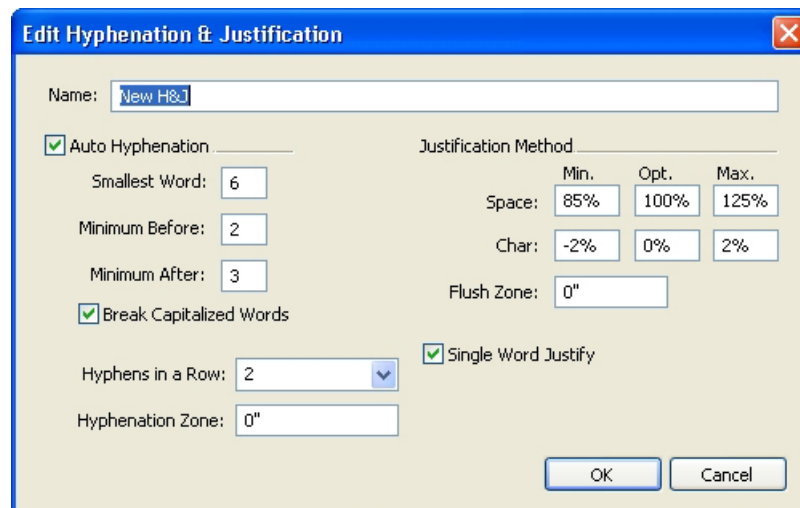 Edit Hyphenation & Justification
Name: New H&J
Auto Hyphenation
Smallest Word: 6
Minimum Before: 2
Minimum After: 3
Break Capitalized Words
Hyphens in a Row: 2
Hyphenation Zone: 0"
Justification Method
Min. Opt. Max.
Space: 85% 100% 125%
Char: -2% 0% 2%
Flush Zone: 0"
Single Word Justify
OK Cancel